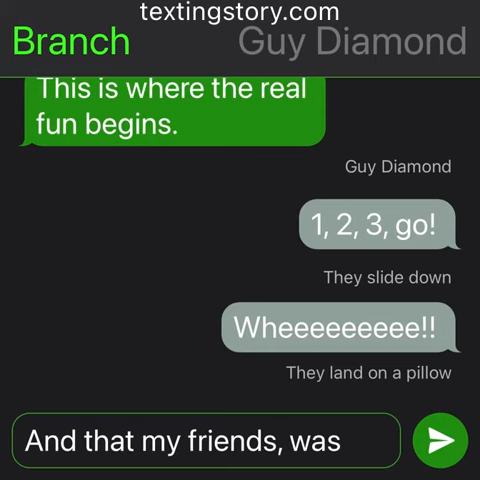 textingstory.com
Branch
Guy Diamond
This is where the real
fun begins.
Guy Diamond
1, 2, 3, go!
They slide down
Wheeeeeeeee!!
They land on a pillow
And that my friends, was